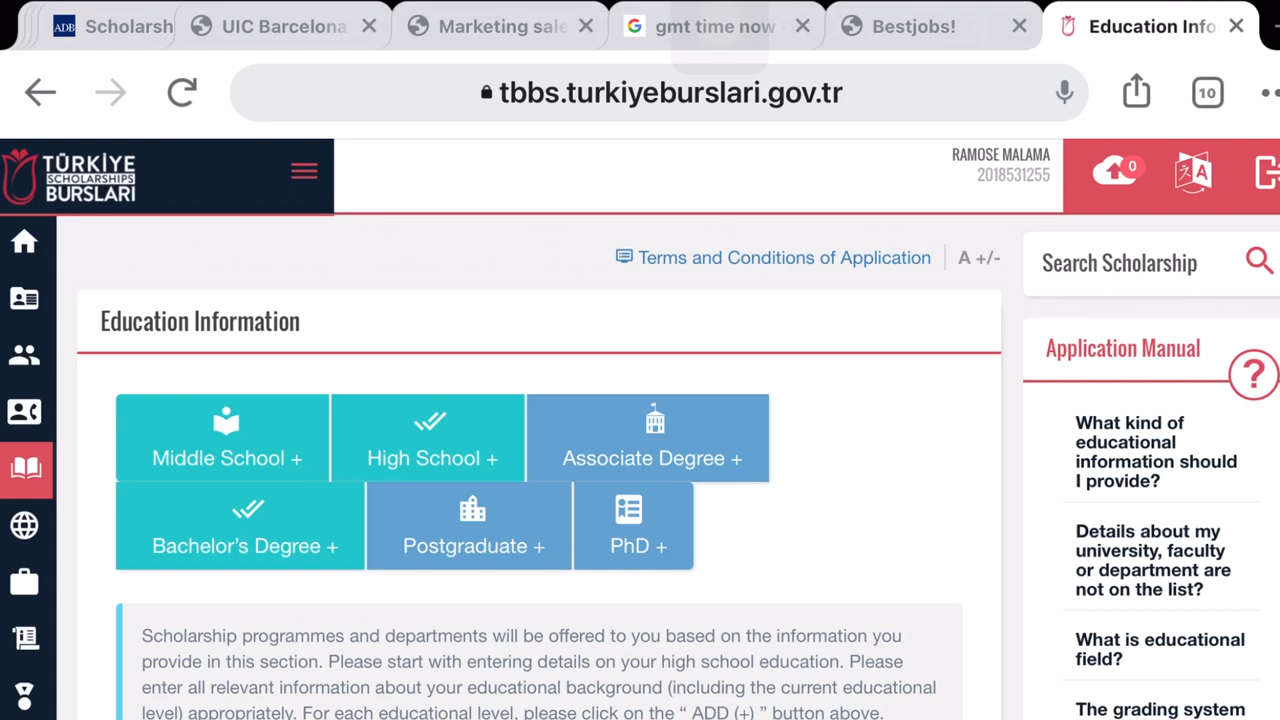 ADB Scholarsh
UIC Barcelona
Marketing sale
gmt time now
Bestjobs!
Education Info
tbbs.turkiyeburslari.gov.tr
10
TÜRKİYE
SCHOLARSHIPS
BURSLARI
RAMOSE MALAMA
2018531255
0
A
Terms and Conditions of Application
A +/-
Search Scholarship
Education Information
Middle School +
High School +
Associate Degree +
Bachelor's Degree +
Postgraduate +
PhD +
Scholarship programmes and departments will be offered to you based on the information you
provide in this section. Please start with entering details on your high school education. Please
enter all relevant information about your educational background (including the current educational
level) appropriately. For each educational level, please click on the “ ADD (+) ” button above.
Application Manual
?
What kind of
educational
information should
I provide?
Details about my
university, faculty
or department are
not on the list?
What is educational
field?
The grading system